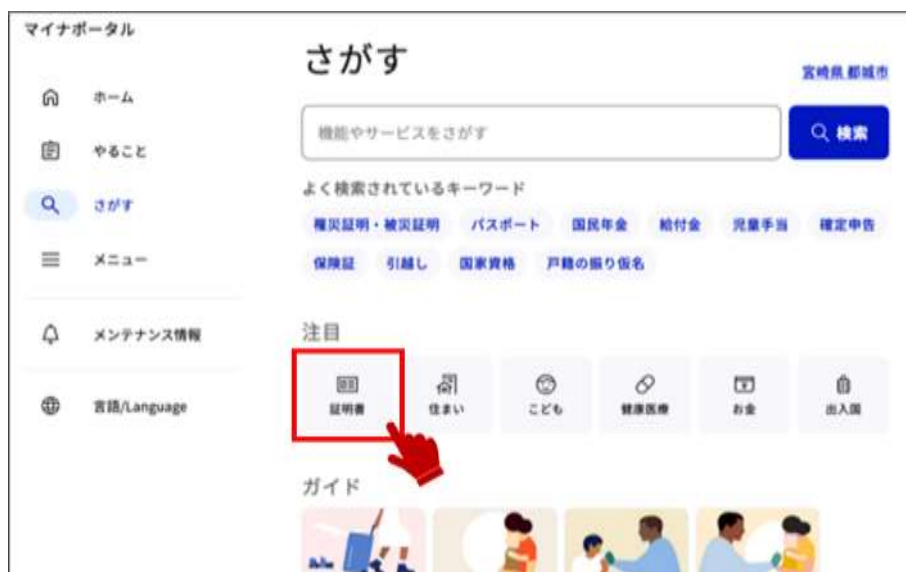 マイナポータル
ホーム
やること
さがす
メニュー
メンテナンス情報
言語/Language
さがす
宮崎県 都城市
機能やサービスをさがす
検索
よく検索されているキーワード
罹災証明・被災証明 パスポート 国民年金 給付金 児童手当 確定申告
保険証 引越し 国家資格 戸籍の振り仮名
注目
証明書 住まい こども 健康医療 お金 出入国
ガイド